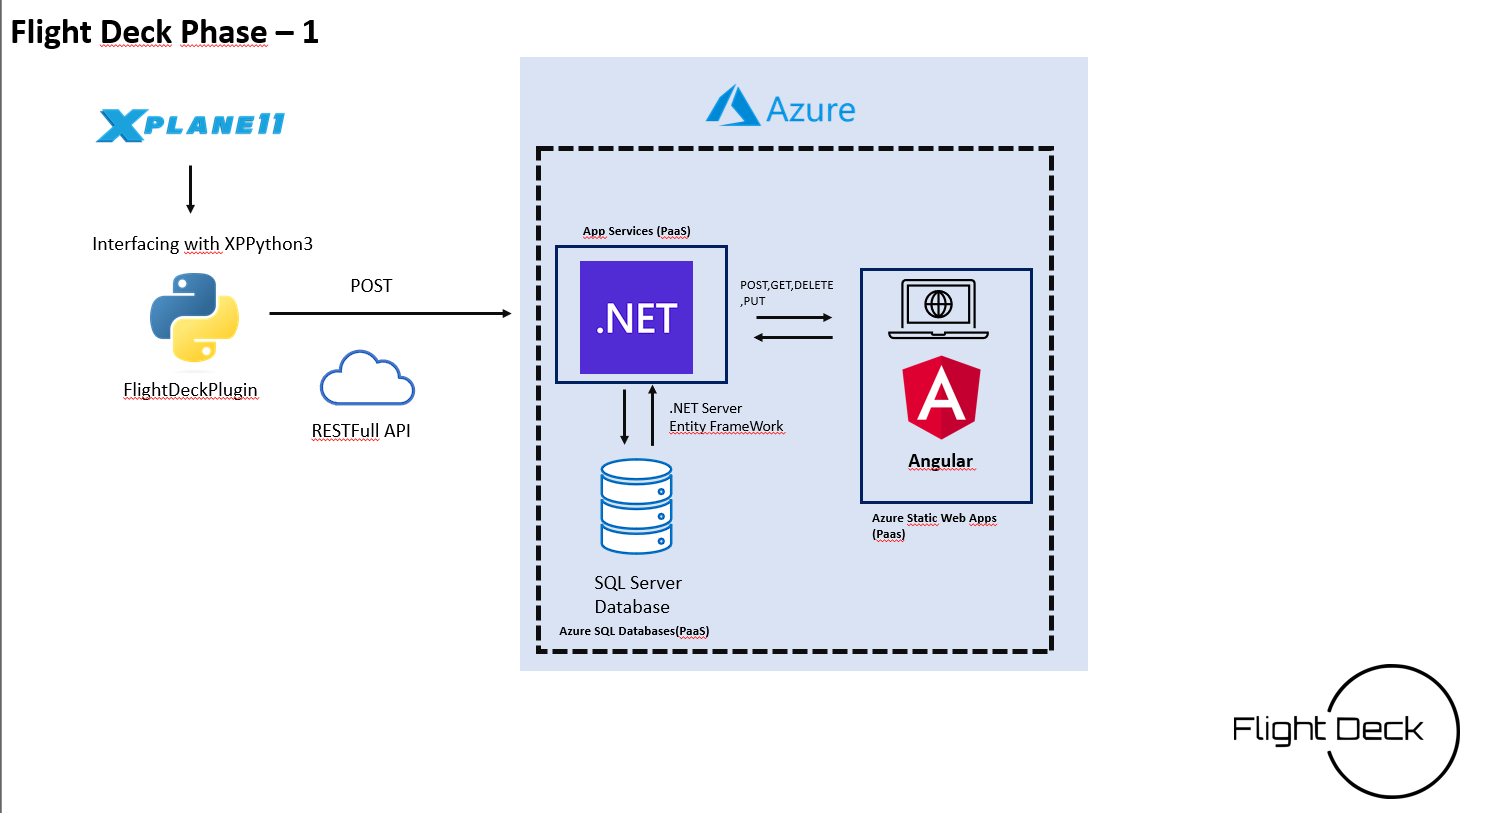 Flight Deck Phase – 1
XPLANE11
Interfacing with XPPython3
FlightDeckPlugin
POST
RESTFull API
Azure
App Services (PaaS)
.NET
POST,GET,DELETE
,PUT
.NET Server
Entity FrameWork
SQL Server
Database
Azure SQL Databases(PaaS)
A
Angular
Azure Static Web Apps
(Paas)
Flight Deck